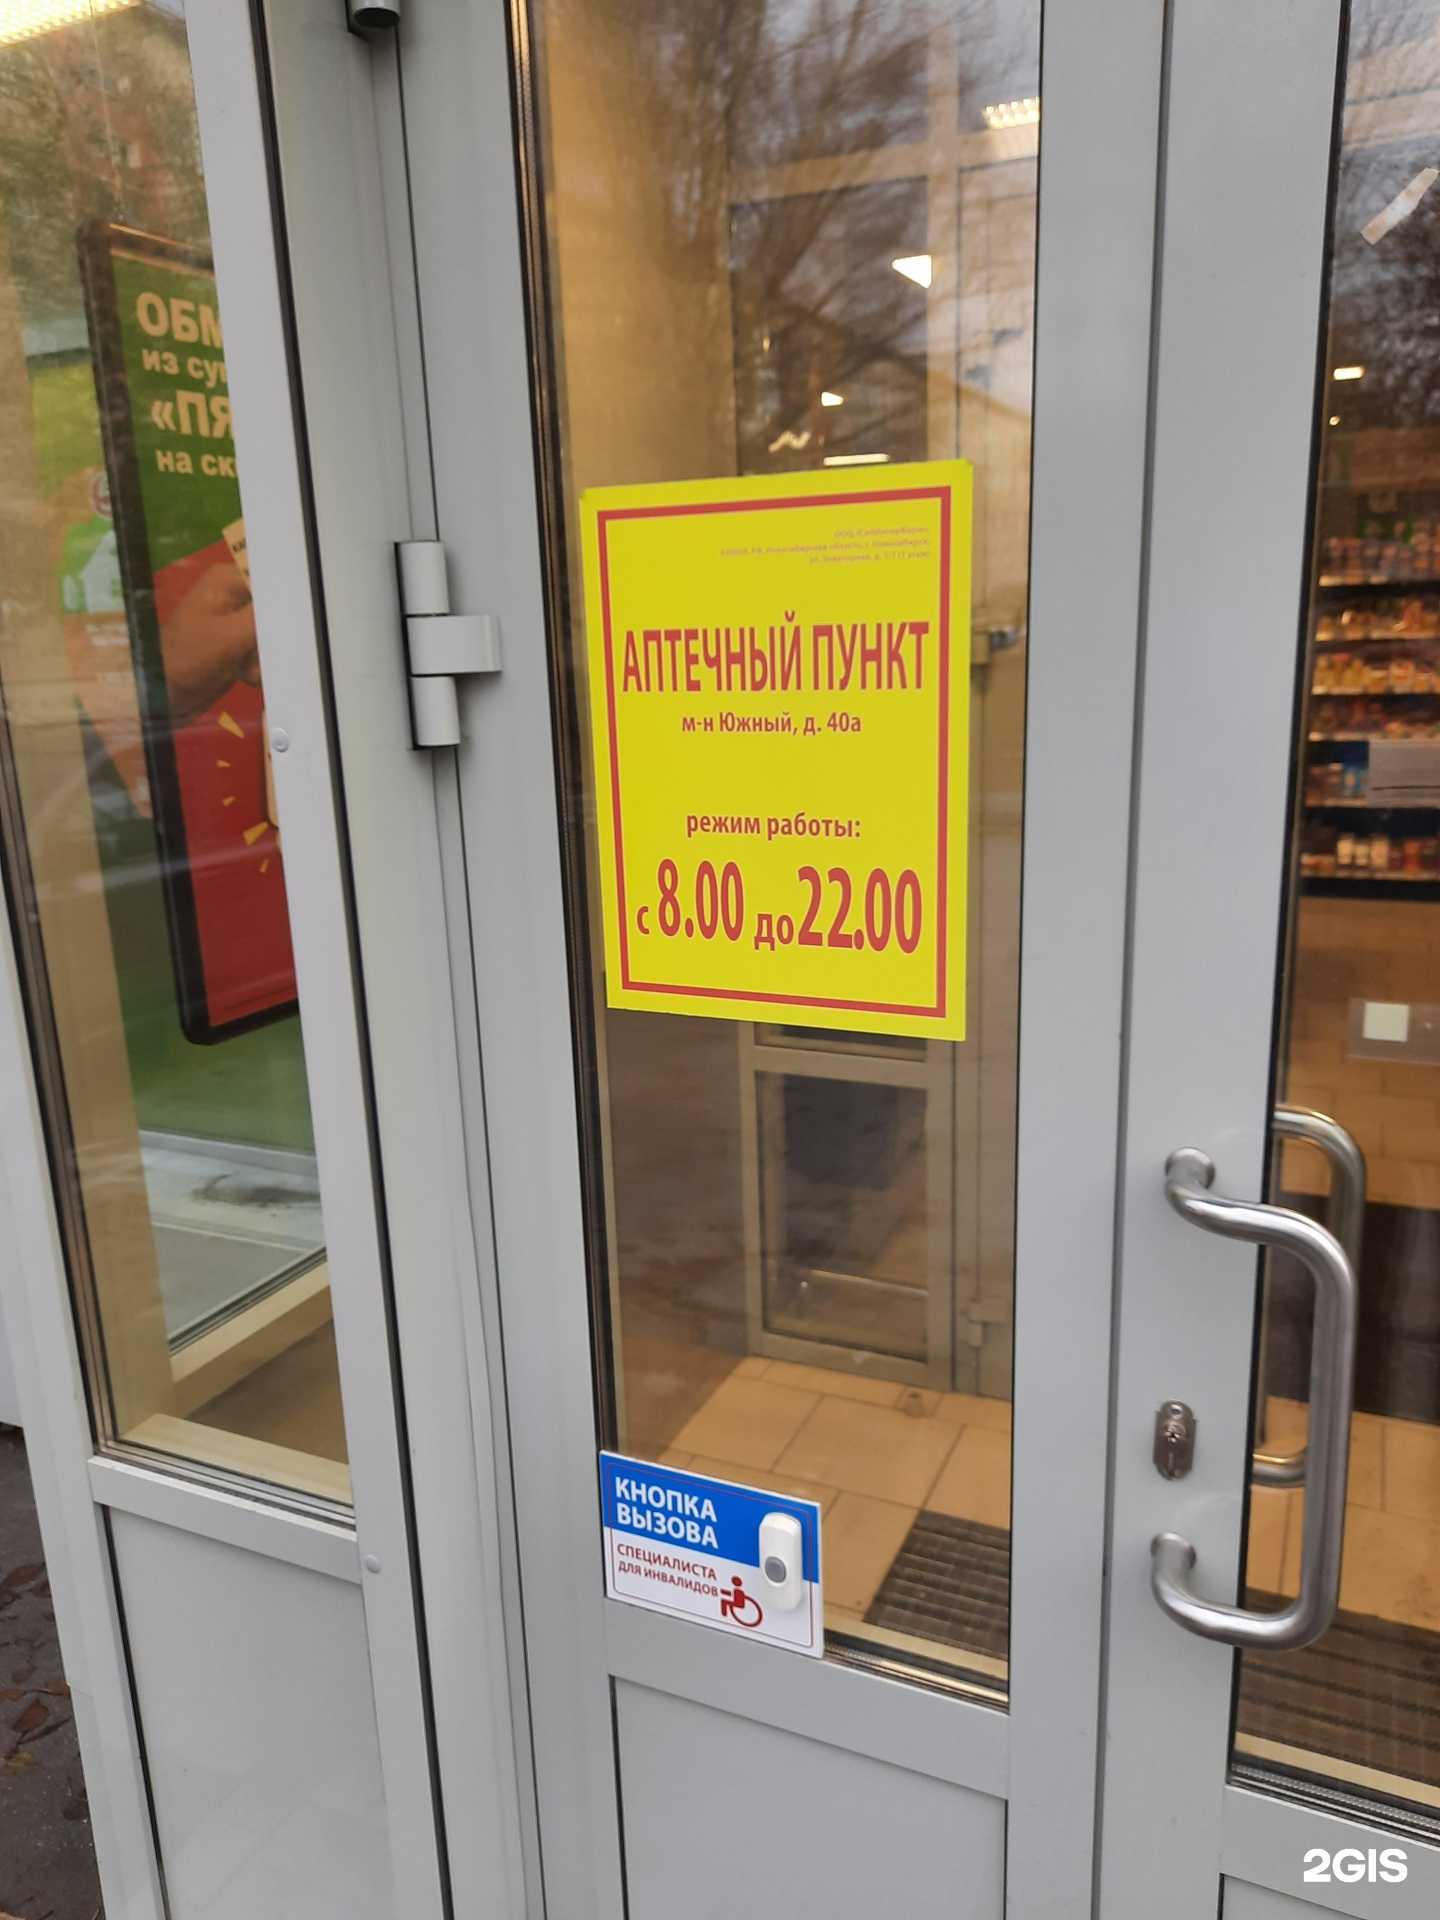 ОБМ
из су
«ПЯ
на ск
АПТЕЧНЫЙ ПУНКТ
м-н Южный, д. 40а
режим работы:
с 8.00 до 22.00
КНОПКА
ВЫЗОВА
СПЕЦИАЛИСТА
ДЛЯ ИНВАЛИДОВ
2GIS